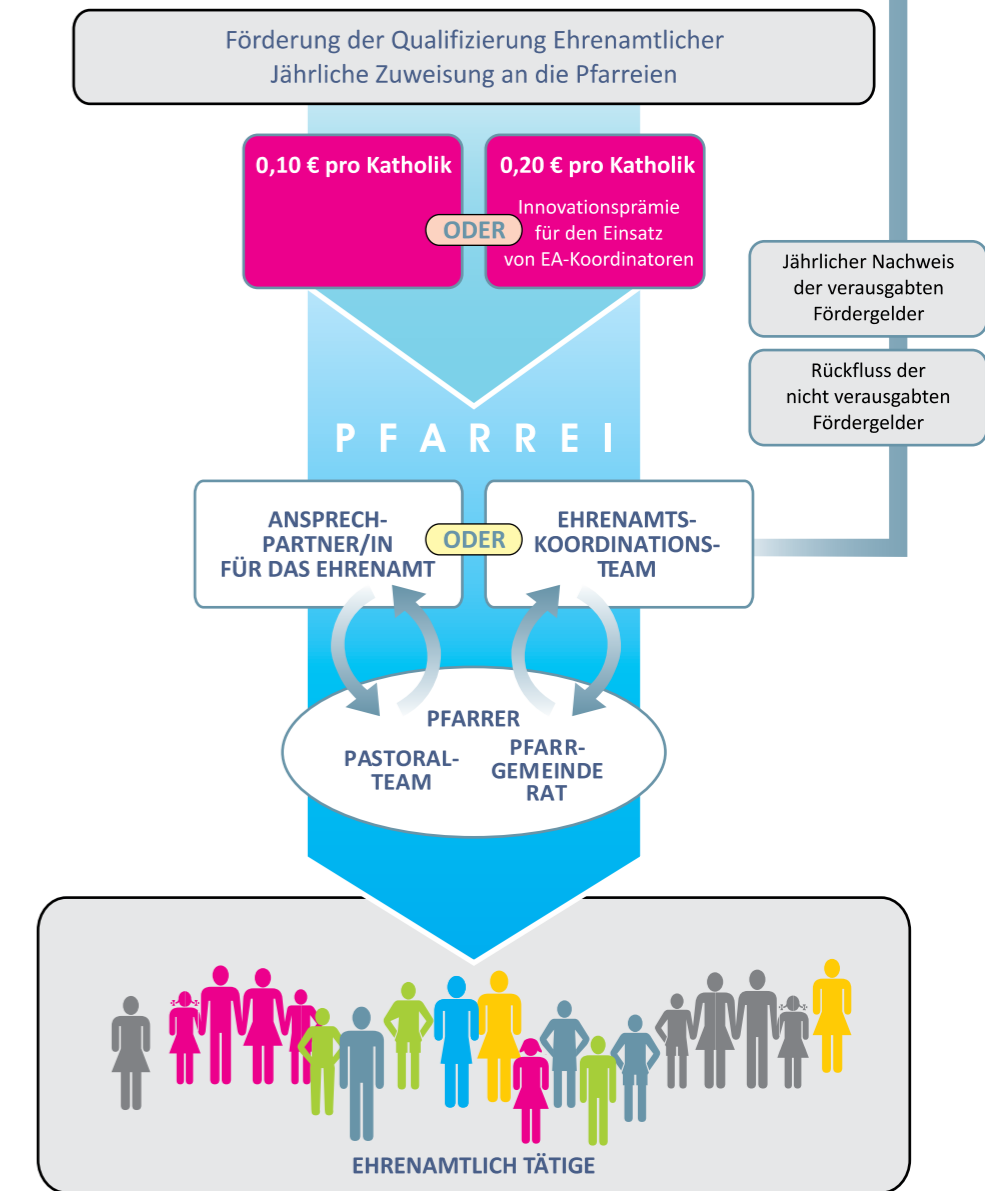 Förderung der Qualifizierung Ehrenamtlicher
Jährliche Zuweisung an die Pfarreien
0,10 € pro Katholik
ODER
0,20 € pro Katholik
Innovationsprämie
für den Einsatz
von EA-Koordinatoren
Jährlicher Nachweis
der verausgabten
Fördergelder
Rückfluss der
nicht verausgabten
Fördergelder
PFARREI
ANSPRECH-
PARTNER/IN
FÜR DAS EHRENAMT
ODER
EHRENAMTS-
KOORDINATIONS-
TEAM
PFARRER
PASTORAL-
TEAM
PFARR-
GEMEINDE
RAT
EHRENAMTLICH TÄTIGE